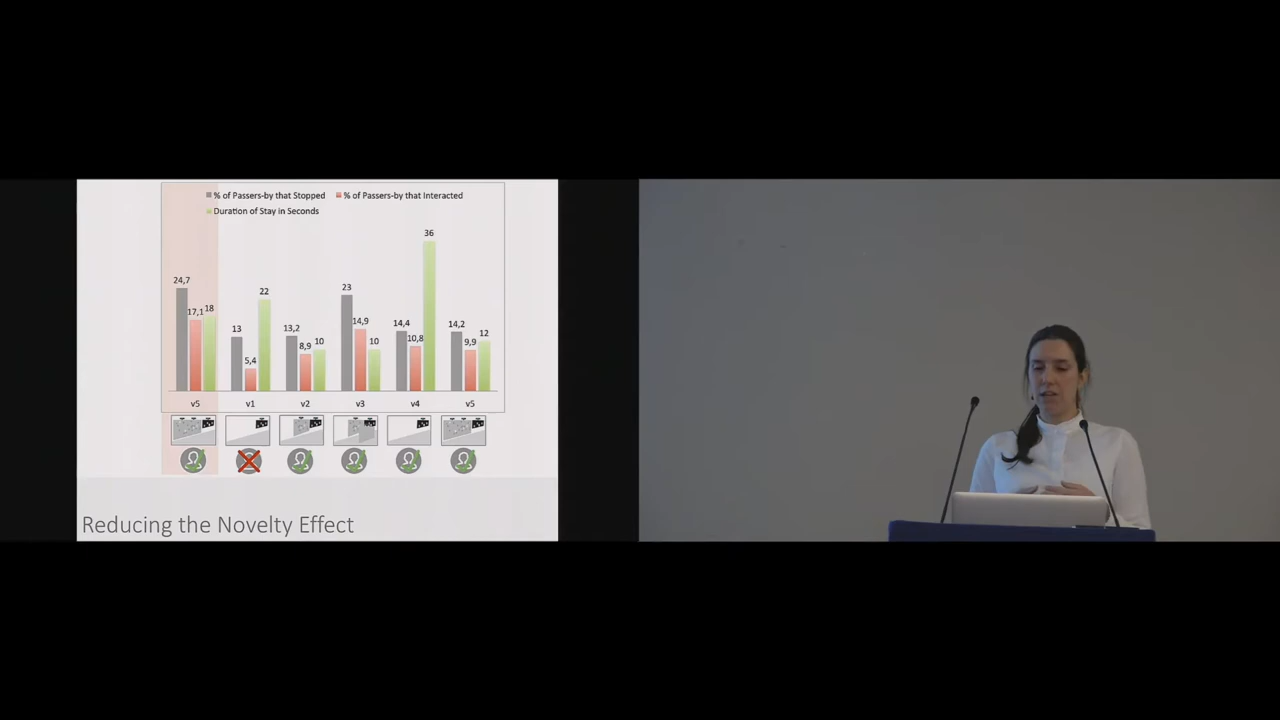 % of Passers-by that Stopped % of Passers-by that Interacted
Duration of Stay in Seconds
24,7 17,1 18
13 5,4 22
13,2 8,9 10
23 14,9 10
14,4 10,8 36
14,2 9,9 12
v5 v1 v2 v3 v4 v5
Reducing the Novelty Effect